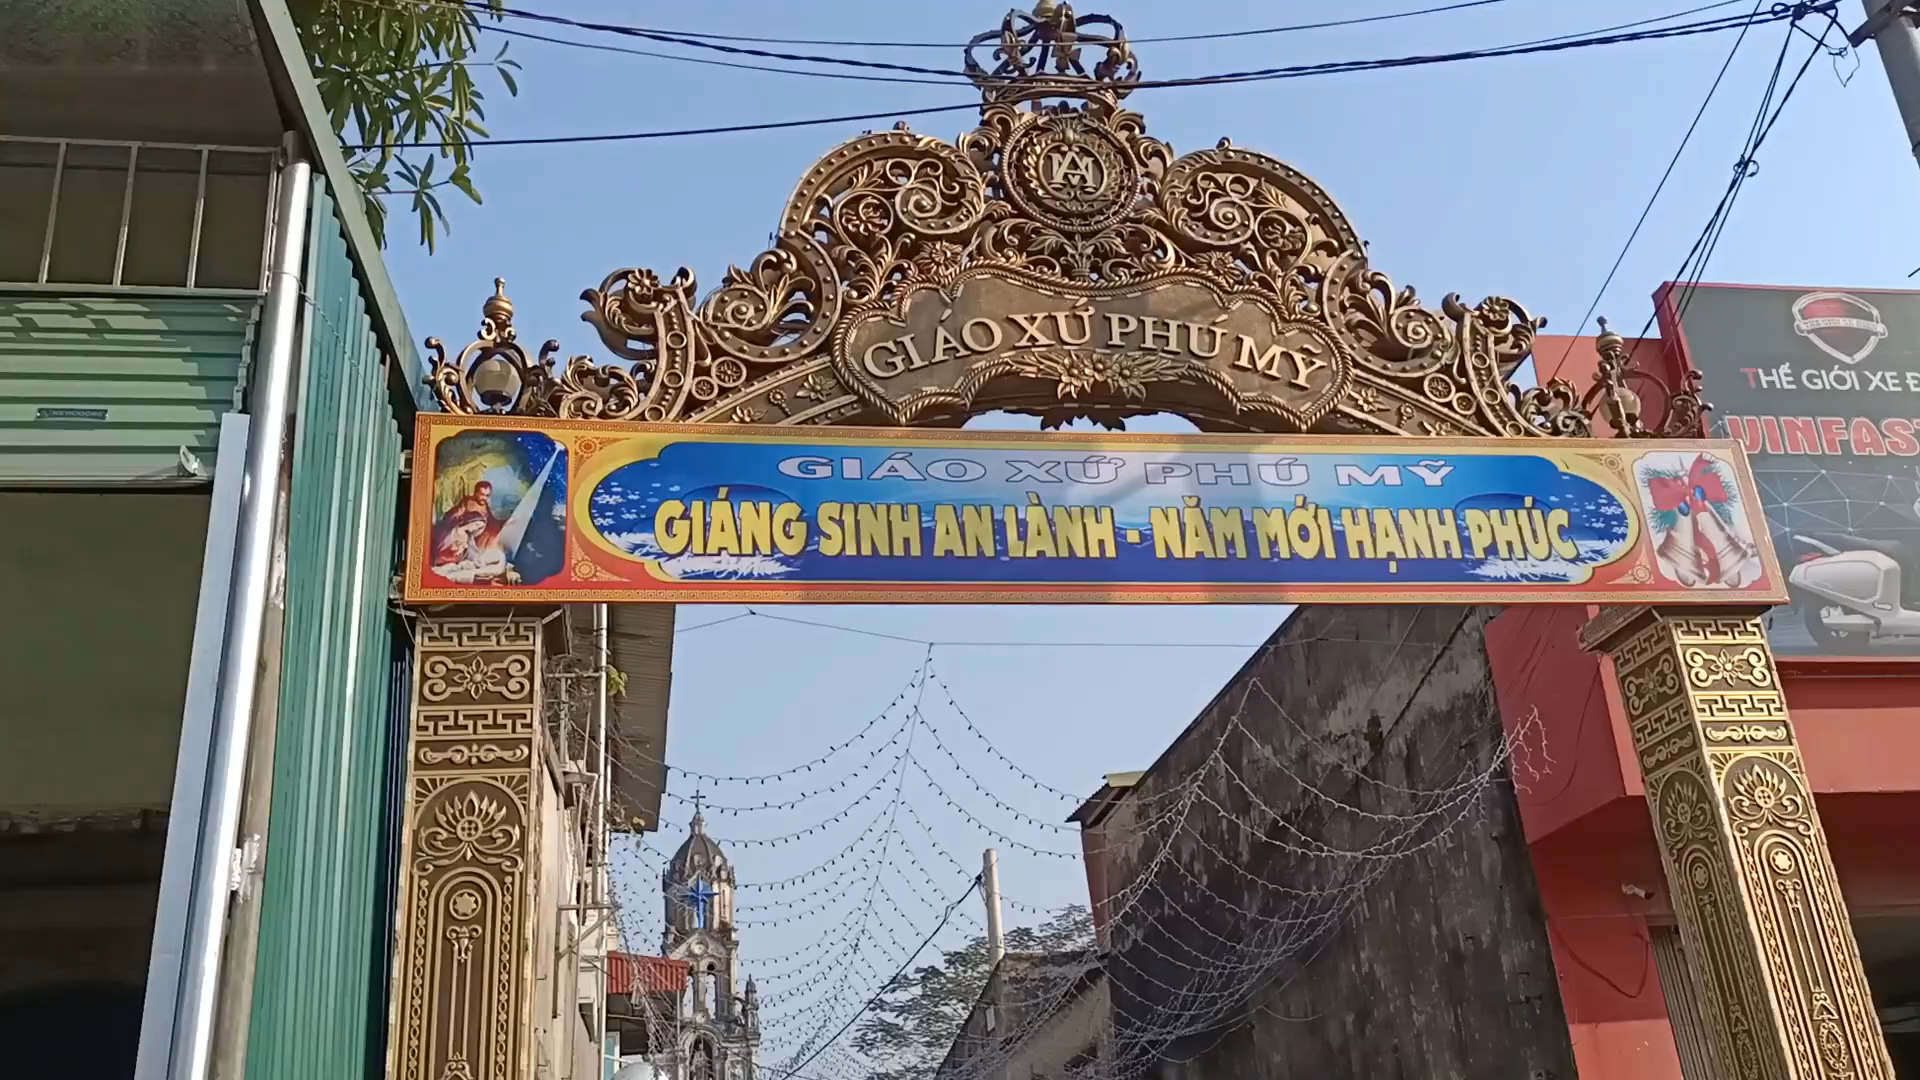 GIÁO XỨ PHÚ MỸ
GIÁO XỨ PHÚ MỸ
GIÁNG SINH AN LÀNH - NĂM MỚI HẠNH PHÚC
THẾ GIỚI XE Đ
VINFAS